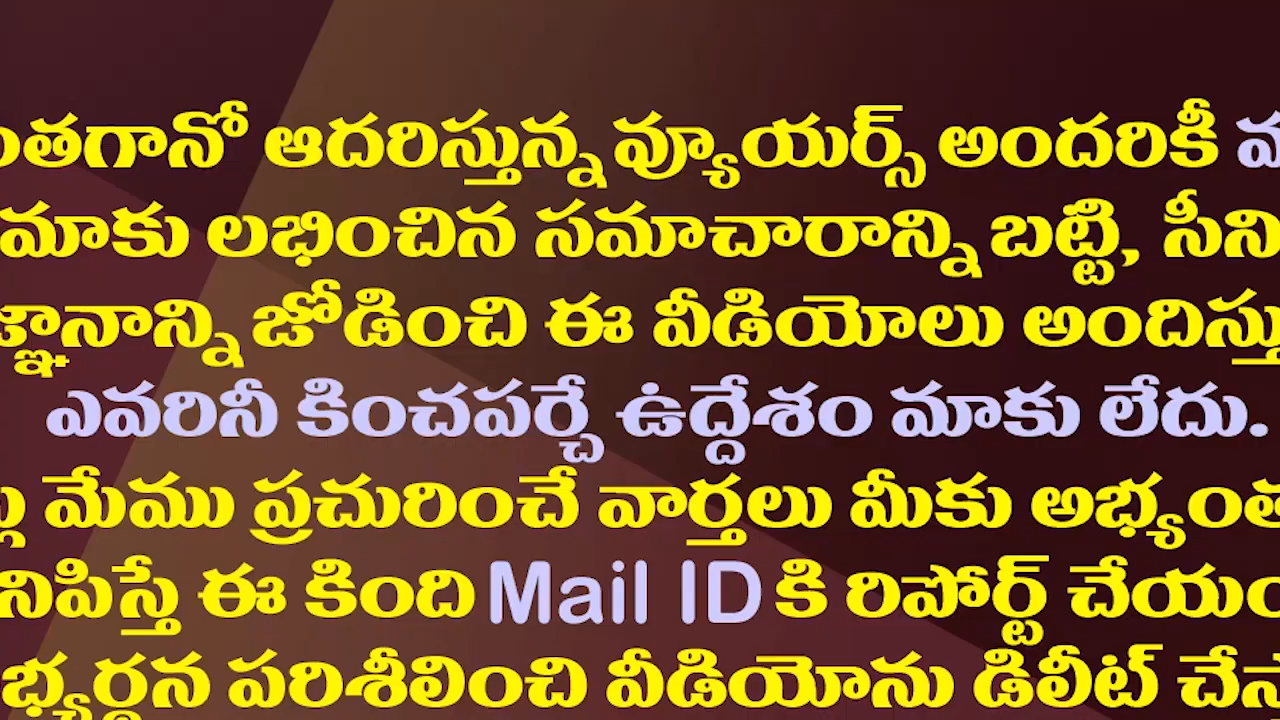 ఆదరిస్తున్న వ్యూయర్స్ అందరికీ
మాకు లభించిన సమాచారాన్ని బట్టి,
జోడించి ఈ వీడియోలు
ఎవరినీ కించపర్చే ఉద్దేశం మాకు లేదు.
మేము ప్రచురించే వార్తలు మీకు
ఈ కింది Mail ID కి రిపోర్ట్
పరిశీలించి వీడియోను డిలీట్